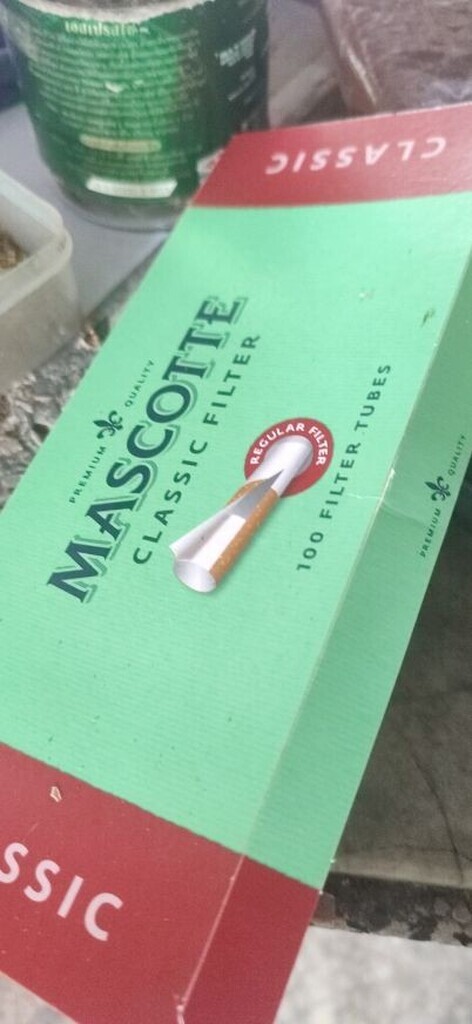 CLASSIC
PREMIUM QUALITY
MASCOTTE
CLASSIC FILTER
REGULAR FILTER
100 FILTER TUBES
PREMIUM QUALITY
SSIC